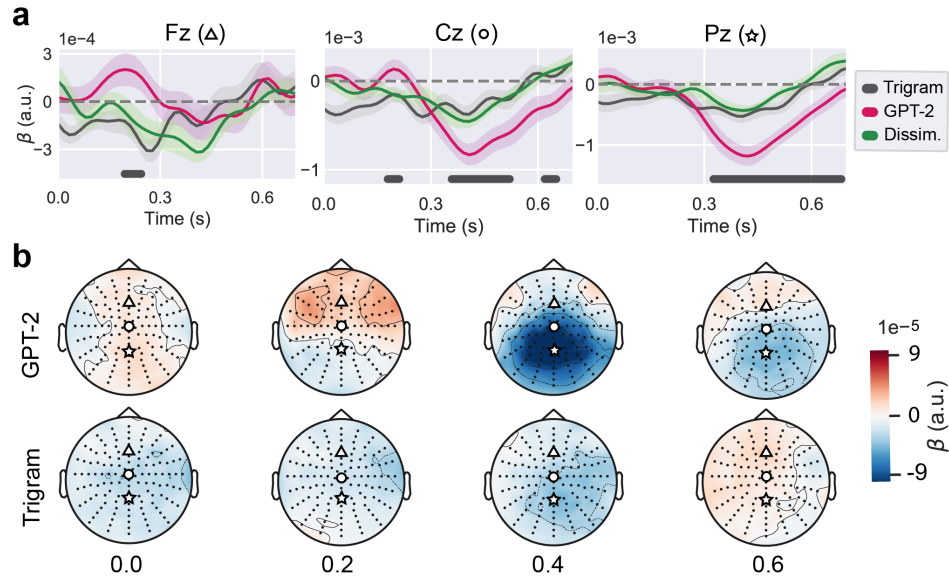 a
Fz (△)
Cz (○)
Pz (☆)
1e−4
1e−3
1e−3
3
0
−3
β (a.u.)
0
−1
0
−1
0.0 0.3 0.6
0.0 0.3 0.6
0.0 0.3 0.6
Time (s)
Time (s)
Time (s)
Trigram
GPT-2
Dissim.
b
GPT-2
Trigram
0.0 0.2 0.4 0.6
1e−5
9
0
-9
β (a.u.)